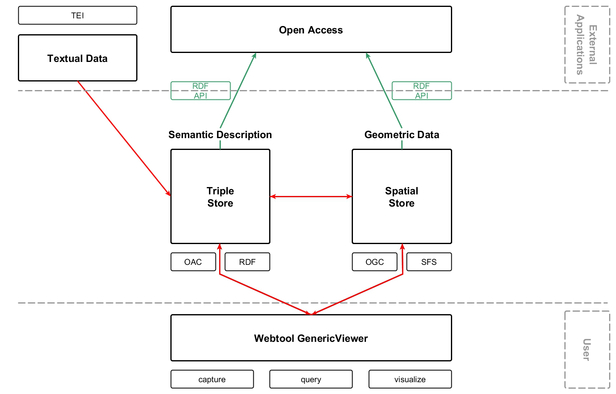 TEI
Textual Data
Open Access
External
Applications
RDF
API
RDF
API
Semantic Description
Geometric Data
Triple
Store
Spatial
Store
OAC
RDF
OGC
SFS
Webtool GenericViewer
User
capture
query
visualize